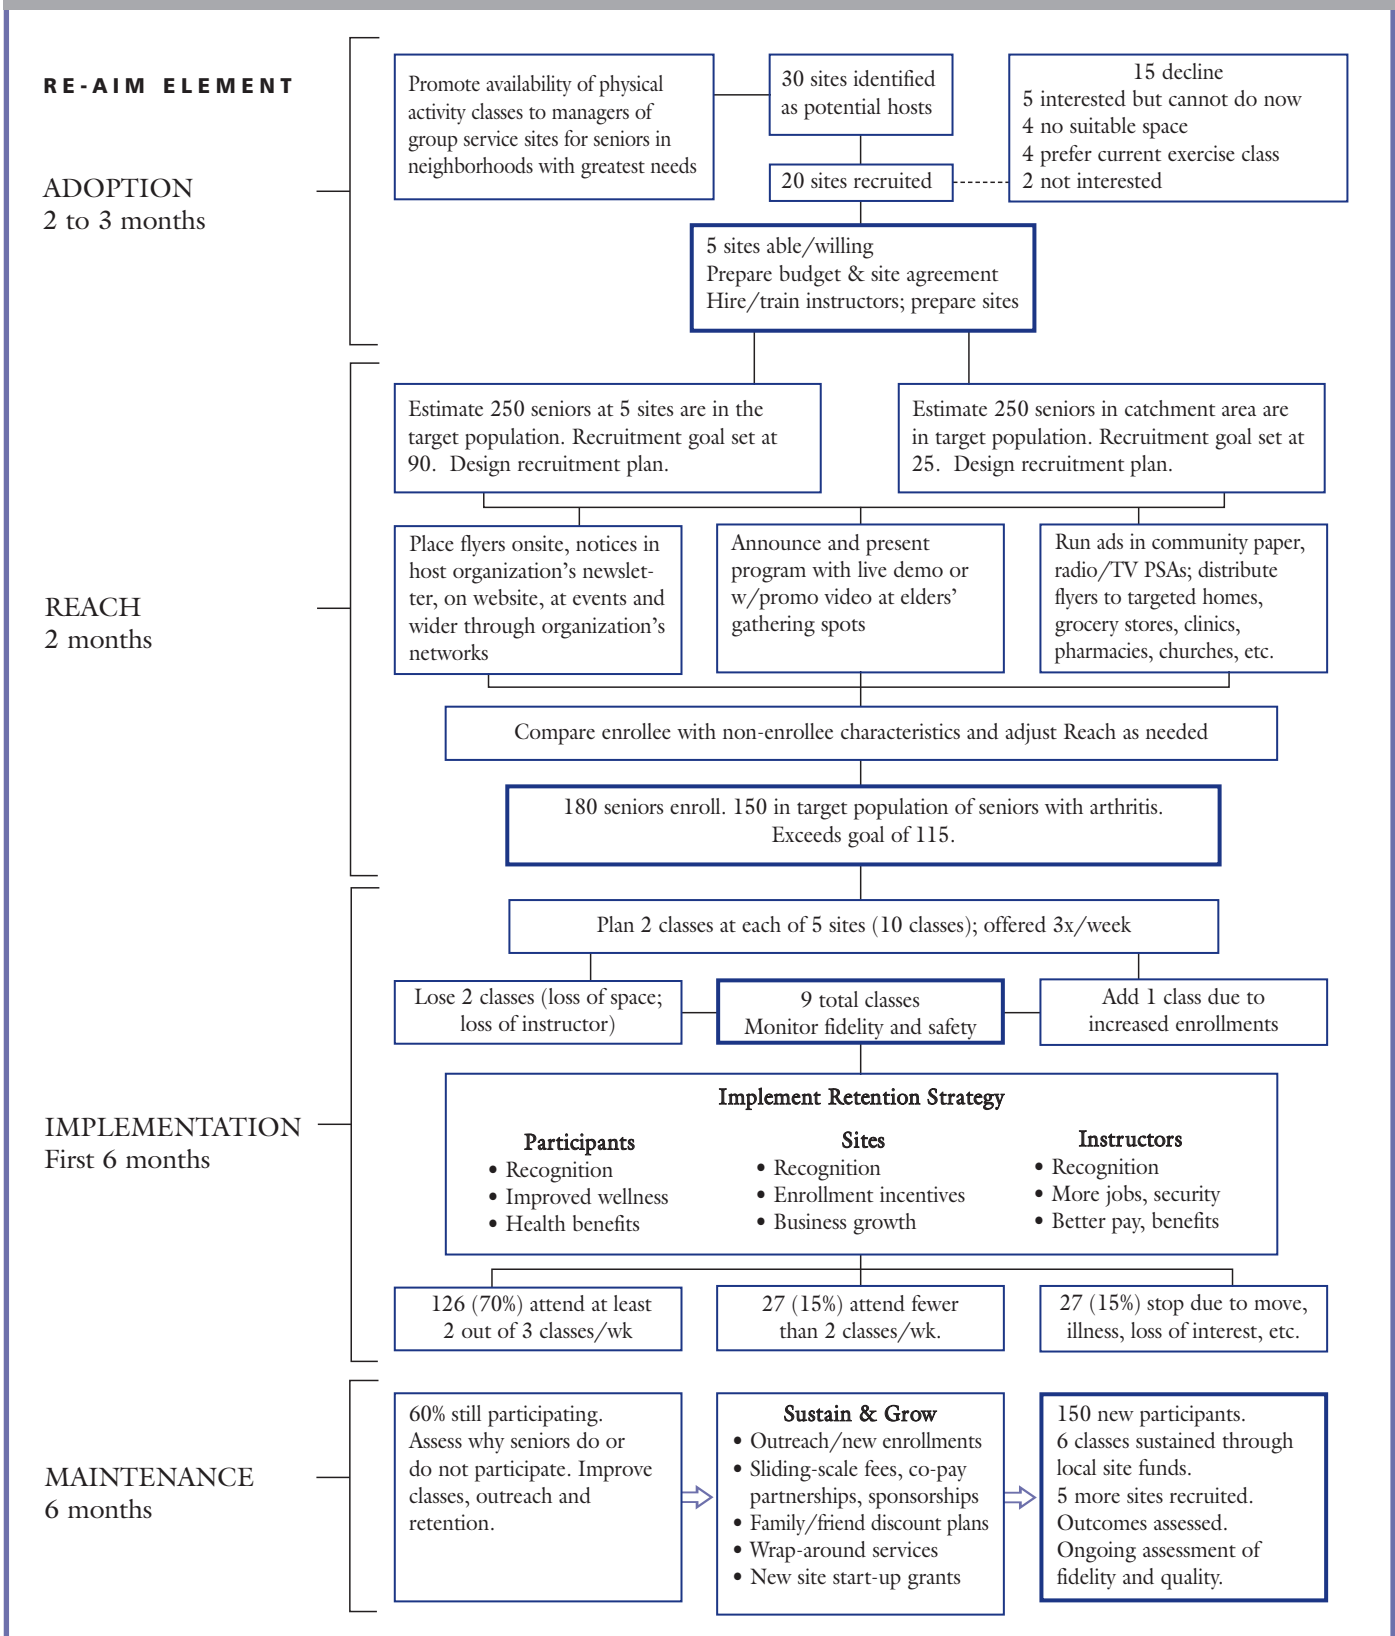 RE-AIM ELEMENT
ADOPTION
2 to 3 months
Promote availability of physical
activity classes to managers of
group service sites for seniors in
neighborhoods with greatest needs
30 sites identified
as potential hosts
15 decline
5 interested but cannot do now
4 no suitable space
4 prefer current exercise class
2 not interested
20 sites recruited
5 sites able/willing
Prepare budget & site agreement
Hire/train instructors; prepare sites
REACH
2 months
Estimate 250 seniors at 5 sites are in the
target population. Recruitment goal set at
90. Design recruitment plan.
Estimate 250 seniors in catchment area are
in target population. Recruitment goal set at
25. Design recruitment plan.
Place flyers onsite, notices in
host organization's newslet-
ter, on website, at events and
wider through organization's
networks
Announce and present
program with live demo or
w/promo video at elders'
gathering spots
Run ads in community paper,
radio/TV PSAs; distribute
flyers to targeted homes,
grocery stores, clinics,
pharmacies, churches, etc.
Compare enrollee with non-enrollee characteristics and adjust Reach as needed
180 seniors enroll. 150 in target population of seniors with arthritis.
Exceeds goal of 115.
IMPLEMENTATION
First 6 months
Plan 2 classes at each of 5 sites (10 classes); offered 3x/week
Lose 2 classes (loss of space;
loss of instructor)
9 total classes
Monitor fidelity and safety
Add 1 class due to
increased enrollments
Implement Retention Strategy
Participants
• Recognition
• Improved wellness
• Health benefits
Sites
• Recognition
• Enrollment incentives
• Business growth
Instructors
• Recognition
• More jobs, security
• Better pay, benefits
126 (70%) attend at least
2 out of 3 classes/wk
27 (15%) attend fewer
than 2 classes/wk.
27 (15%) stop due to move,
illness, loss of interest, etc.
MAINTENANCE
6 months
60% still participating.
Assess why seniors do or
do not participate. Improve
classes, outreach and
retention.
Sustain & Grow
• Outreach/new enrollments
• Sliding-scale fees, co-pay
partnerships, sponsorships
• Family/friend discount plans
• Wrap-around services
• New site start-up grants
150 new participants.
6 classes sustained through
local site funds.
5 more sites recruited.
Outcomes assessed.
Ongoing assessment of
fidelity and quality.